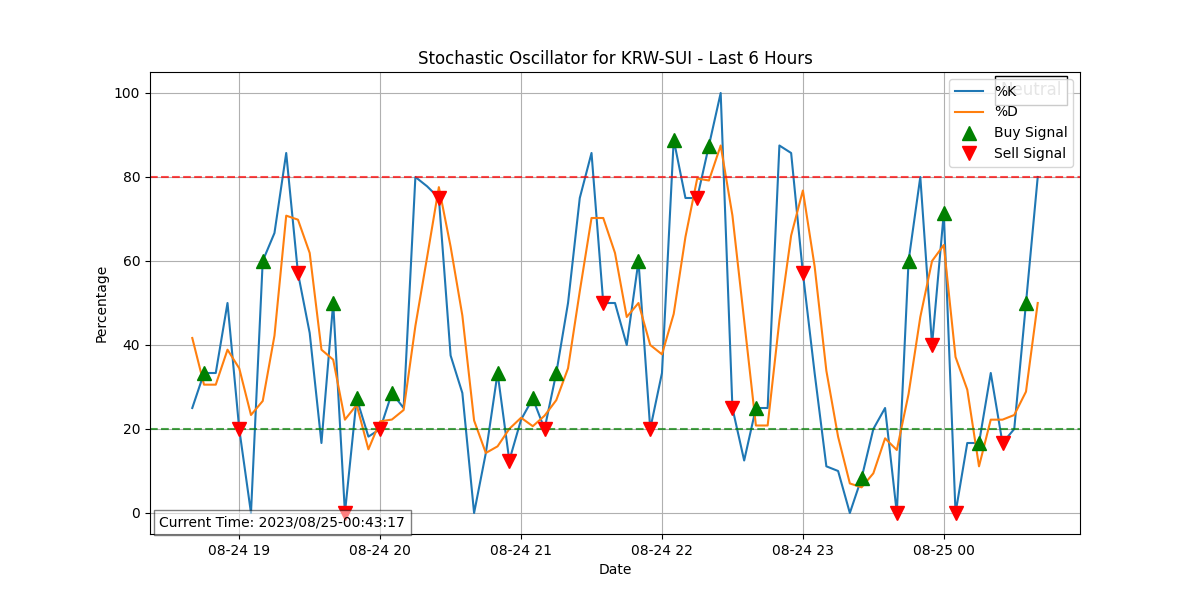 Stochastic Oscillator for KRW-SUI - Last 6 Hours
Neutral
%K
%D
Buy Signal
Sell Signal
Percentage
100
80
60
40
20
0
Current Time: 2023/08/25-00:43:17
08-24 19
08-24 20
08-24 21
08-24 22
08-24 23
08-25 00
Date